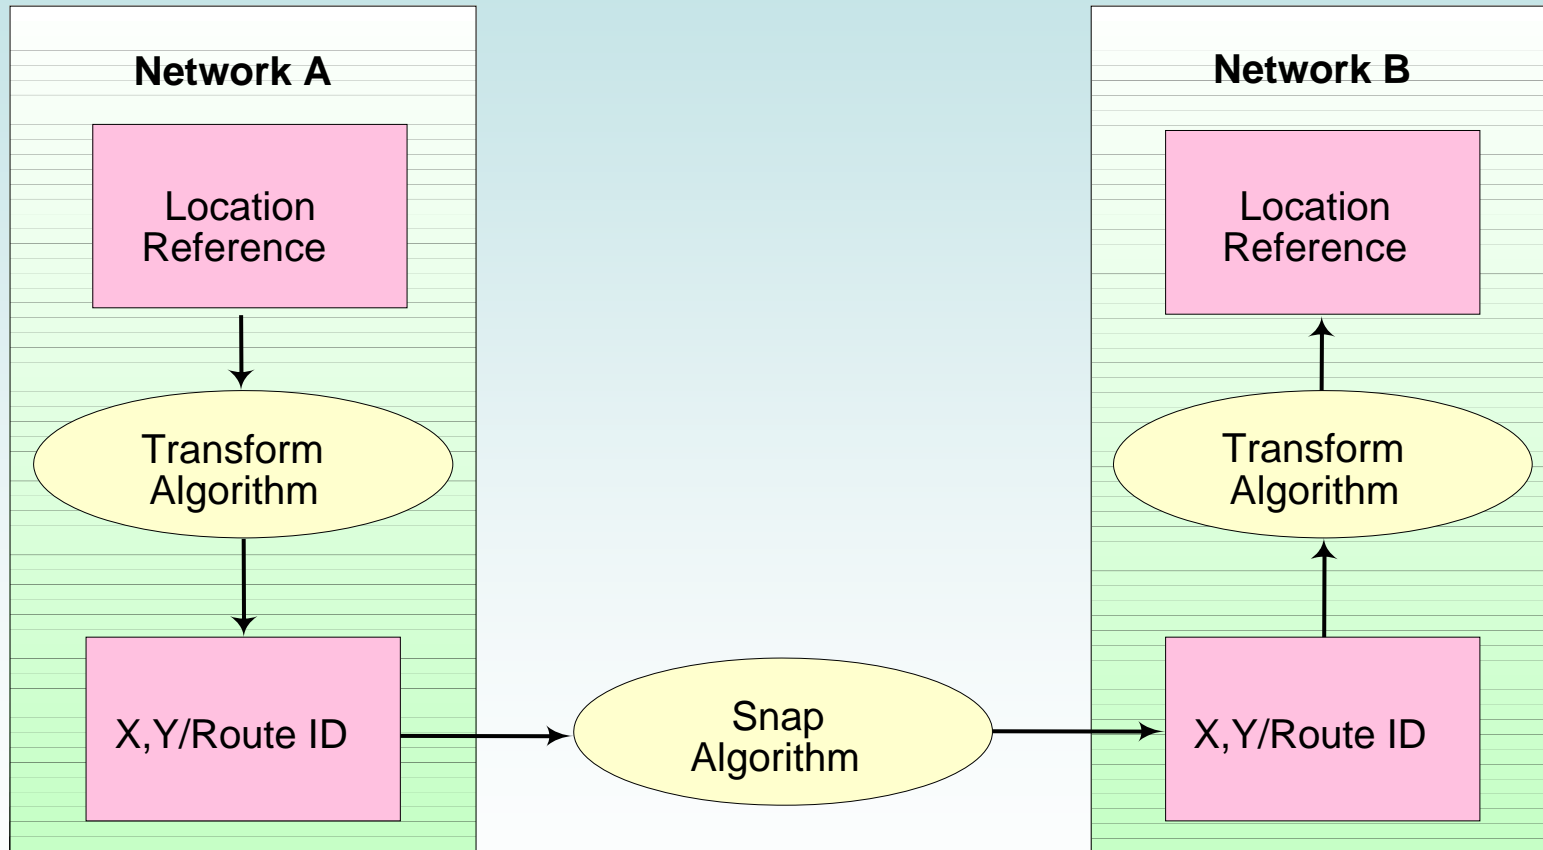 Network A
Location
Reference
Transform
Algorithm
X,Y/Route ID
Snap
Algorithm
Network B
Location
Reference
Transform
Algorithm
X,Y/Route ID